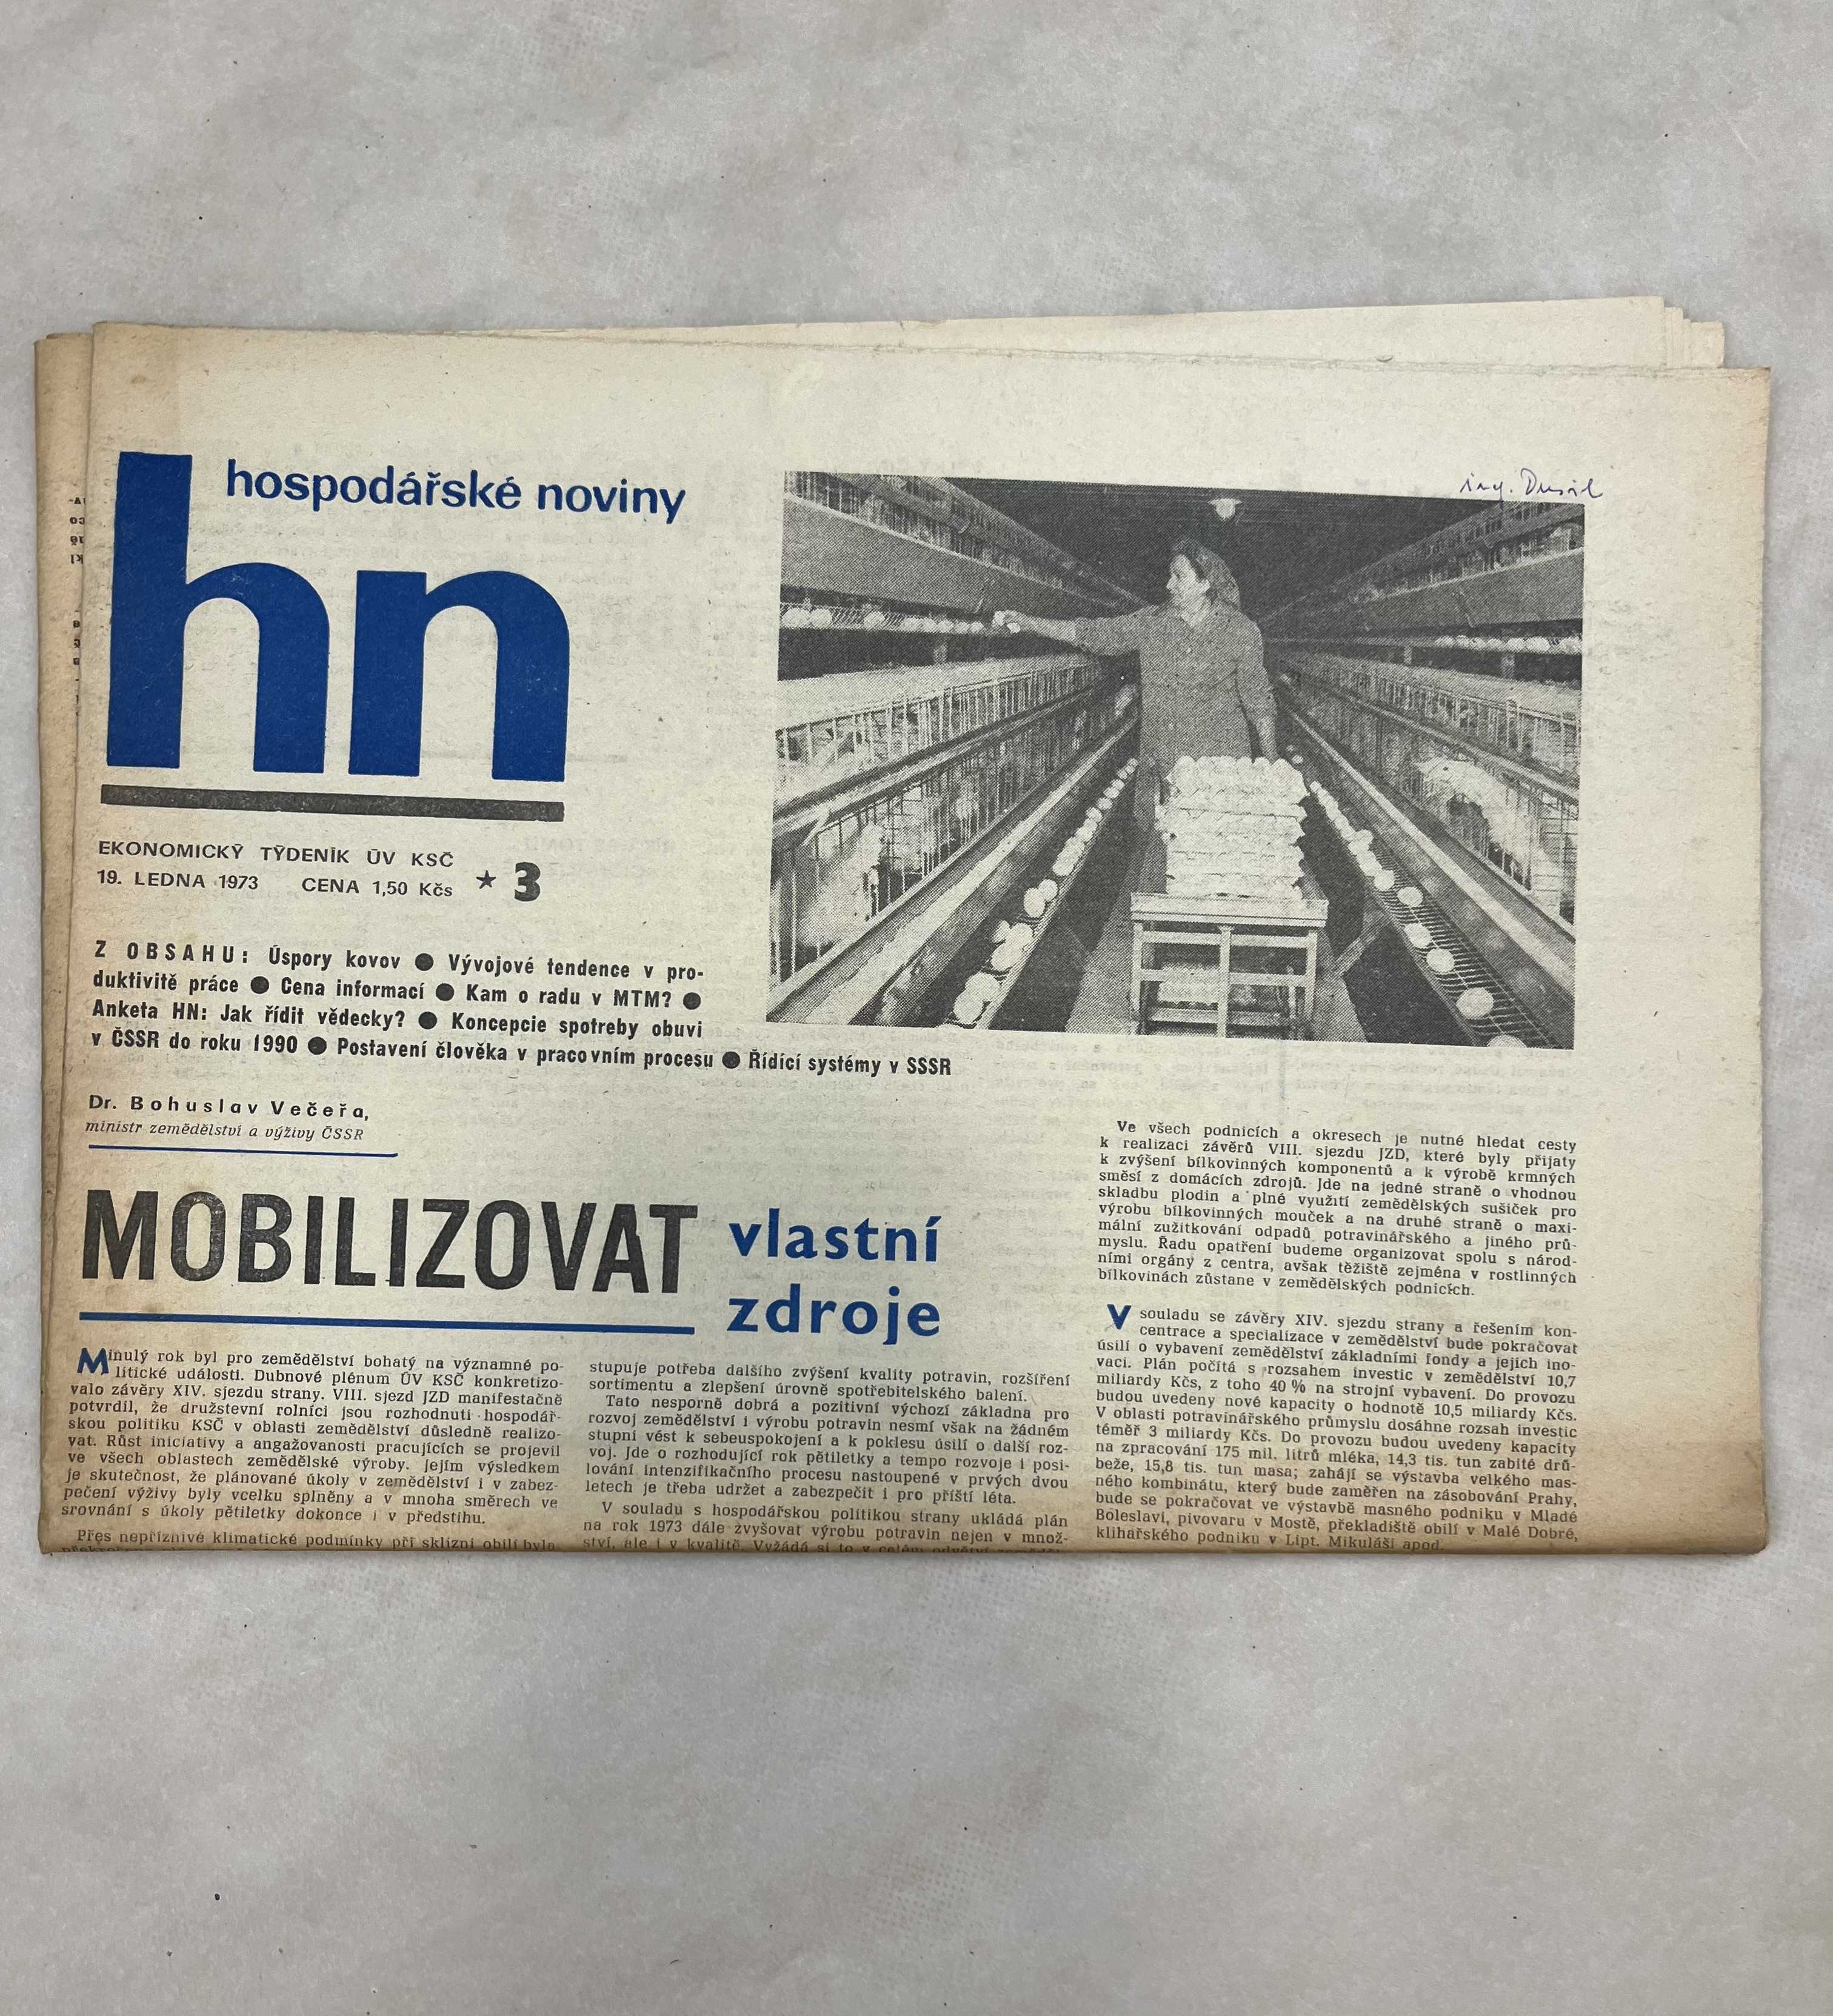 hospodářské noviny
hn
EKONOMICKÝ TÝDENÍK ÚV KSČ
19. LEDNA 1973 CENA 1,50 Kčs ★ 3
Z OBSAHU: Úspory kovov ● Vývojové tendence v pro-
duktivitě práce ● Cena informací ● Kam o radu v MTM? ●
Anketa HN: Jak řídit vědecky? ● Koncepcie spotreby obuvi
v ČSSR do roku 1990 ● Postavení člověka v pracovním procesu ● Řídící systémy v SSSR
Dr. Bohuslav Večeřa,
ministr zemědělství a výživy ČSSR
MOBILIZOVAT vlastní
zdroje
Minulý rok byl pro zemědělství bohatý na významné po-
litické události. Dubnové plénum ÚV KSČ konkretizo-
valo závěry XIV. sjezdu strany. VIII. sjezd JZD manifestačně
potvrdil, že družstevní rolníci jsou rozhodnuti hospodář-
skou politiku KSČ v oblasti zemědělství důsledně realizo-
vat. Růst iniciativy a angažovanosti pracujících se projevil
ve všech oblastech zemědělské výroby. Jejím výsledkem
je skutečnost, že plánované úkoly v zemědělství i v zabez-
pečení výživy byly vcelku splněny a v mnoha směrech ve
srovnání s úkoly pětiletky dokonce i v předstihu.
Přes nepříznivé klimatické podmínky při sklizni obilí bylo
stupuje potřeba dalšího zvýšení kvality potravin, rozšíření
sortimentu a zlepšení úrovně spotřebitelského balení.
Tato nesporně dobrá a pozitivní výchozí základna pro
rozvoj zemědělství i výrobu potravin nesmí však na žádném
stupni vést k sebeuspokojení a k poklesu úsilí o další roz-
voj. Jde o rozhodující rok pětiletky a tempo rozvoje i posi-
lování intenzifikačního procesu nastoupené v prvých dvou
letech je třeba udržet a zabezpečit i pro příští léta.
V souladu s hospodářskou politikou strany ukládá plán
na rok 1973 dále zvyšovat výrobu potravin nejen v množ-
ství, ale i v kvalitě. Vyžádá si to v celém odvětví
Ve všech podnicích a okresech je nutné hledat cesty
k realizaci závěrů VIII. sjezdu JZD, které byly přijaty
k zvýšení bílkovinných komponentů a k výrobě krmných
směsí z domácích zdrojů. Jde na jedné straně o vhodnou
skladbu plodin a plné využití zemědělských sušiček pro
výrobu bílkovinných mouček a na druhé straně o maxi-
mální zužitkování odpadů potravinářského a jiného prů-
myslu. Řadu opatření budeme organizovat spolu s národ-
ními orgány z centra, avšak těžiště zejména v rostlinných
bílkovinách zůstane v zemědělských podnicích.
V souladu se závěry XIV. sjezdu strany a řešením kon-
centrace a specializace v zemědělství bude pokračovat
úsilí o vybavení zemědělství základními fondy a jejich ino-
vaci. Plán počítá s rozsahem investic v zemědělství 10,7
miliardy Kčs, z toho 40 % na strojní vybavení. Do provozu
budou uvedeny nové kapacity o hodnotě 10,5 miliardy Kčs.
V oblasti potravinářského průmyslu dosáhne rozsah investic
téměř 3 miliardy Kčs. Do provozu budou uvedeny kapacity
na zpracování 175 mil. litrů mléka, 14,3 tis. tun zabité drů-
beže, 15,8 tis. tun masa; zahájí se výstavba velkého mas-
ného kombinátu, který bude zaměřen na zásobování Prahy,
bude se pokračovat ve výstavbě masného podniku v Mladé
Boleslavi, pivovaru v Mostě, překladiště obilí v Malé Dobré,
klihařského podniku v Lipt. Mikuláši apod.